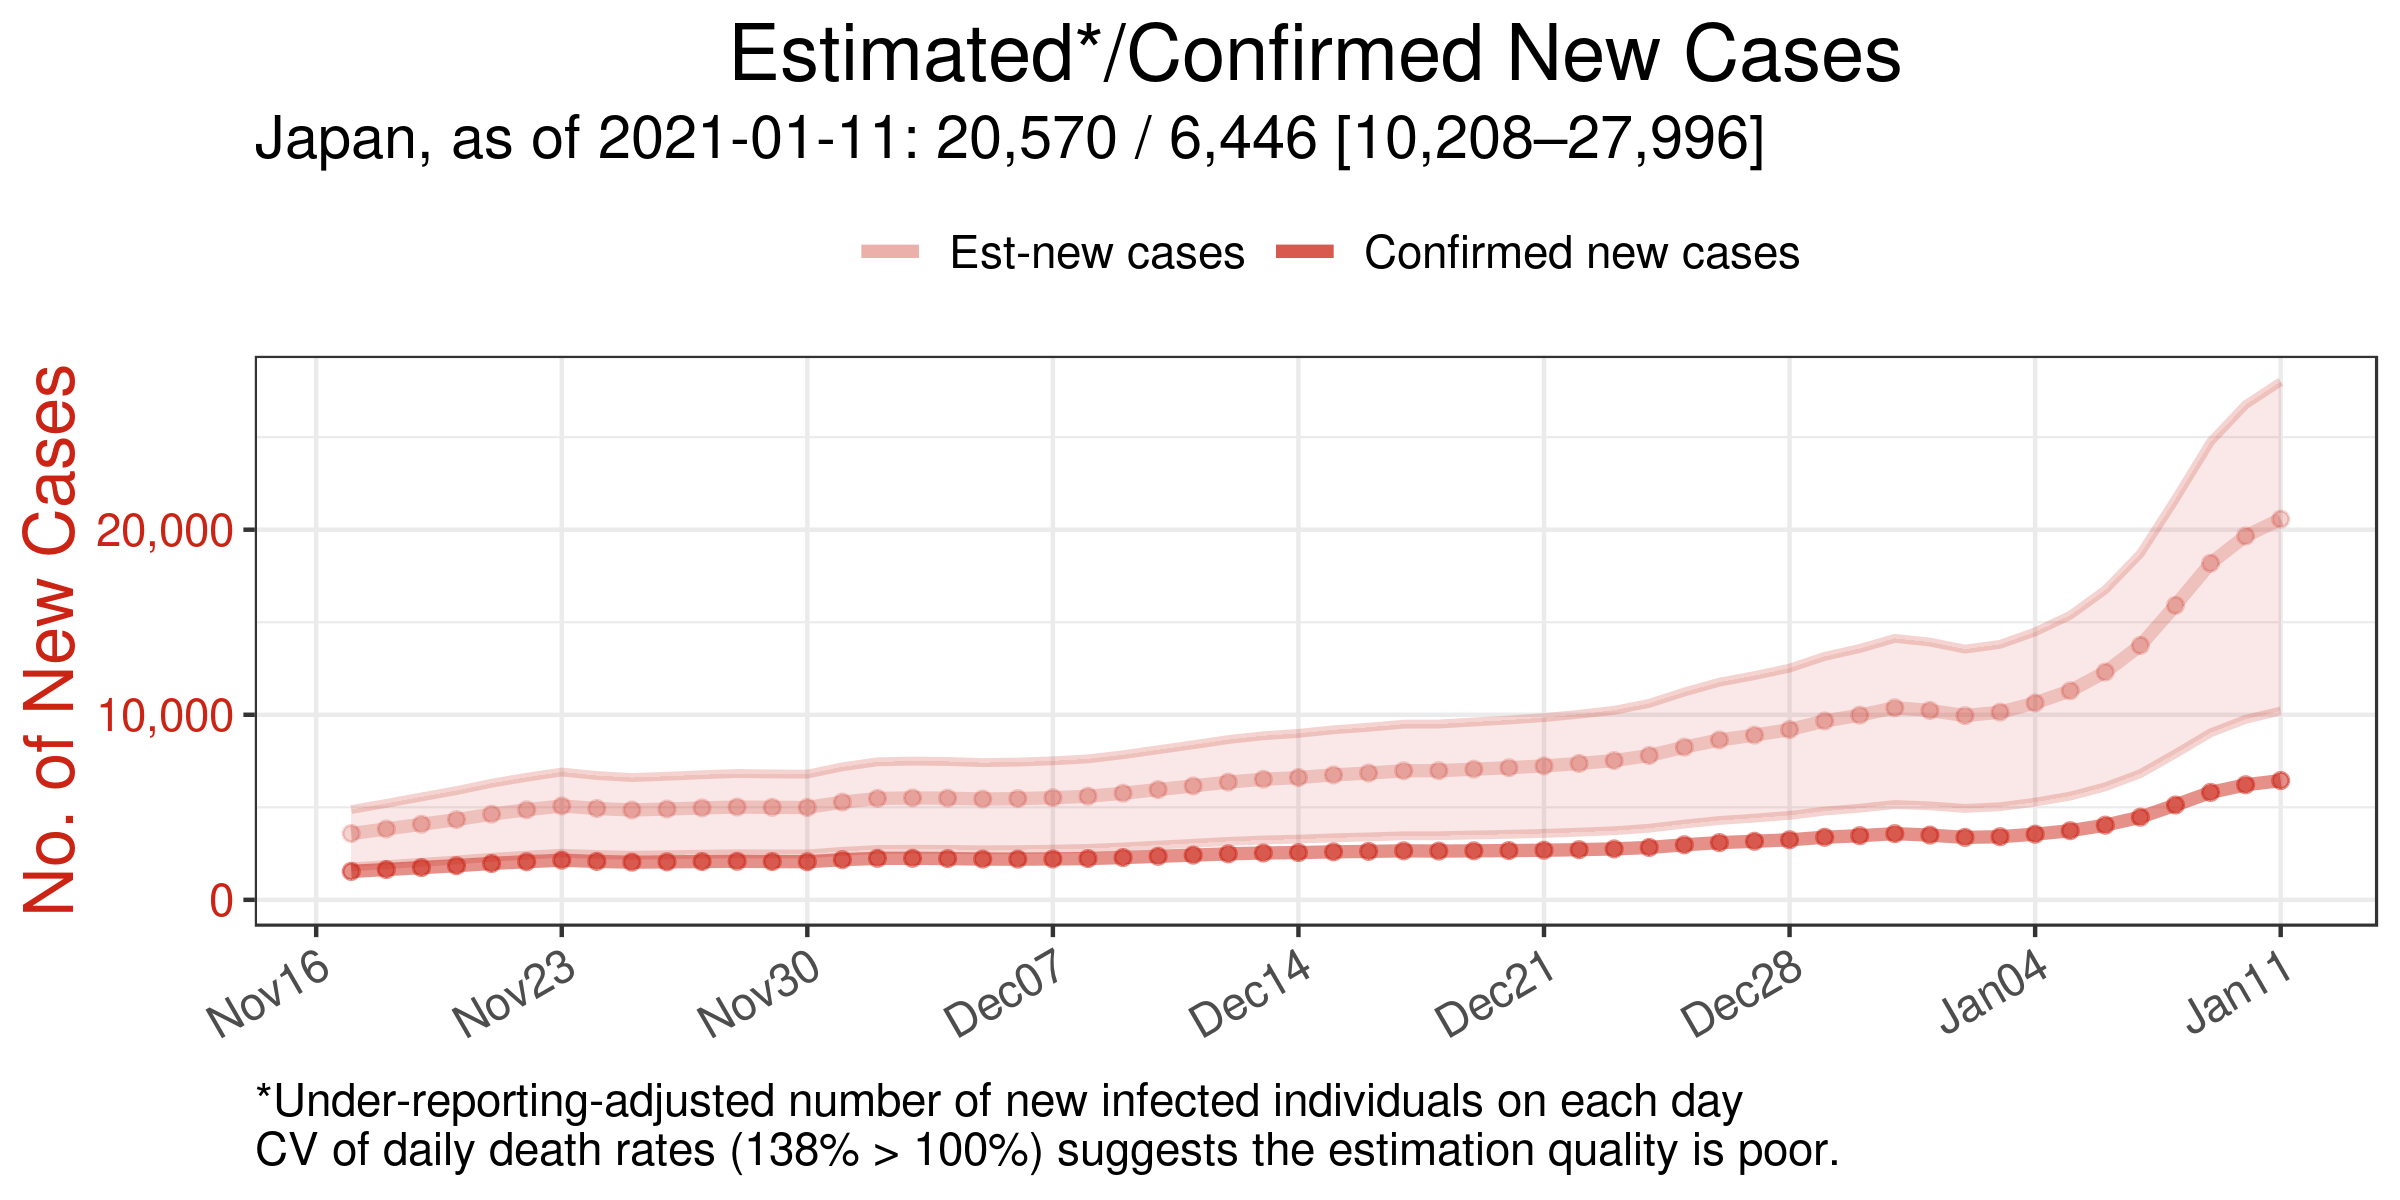 Estimated*/Confirmed New Cases
Japan, as of 2021-01-11: 20,570 / 6,446 [10,208–27,996]
Est-new cases
Confirmed new cases
No. of New Cases
20,000
10,000
0
Nov16
Nov23
Nov30
Dec07
Dec14
Dec21
Dec28
Jan04
Jan11
*Under-reporting-adjusted number of new infected individuals on each day
CV of daily death rates (138% > 100%) suggests the estimation quality is poor.